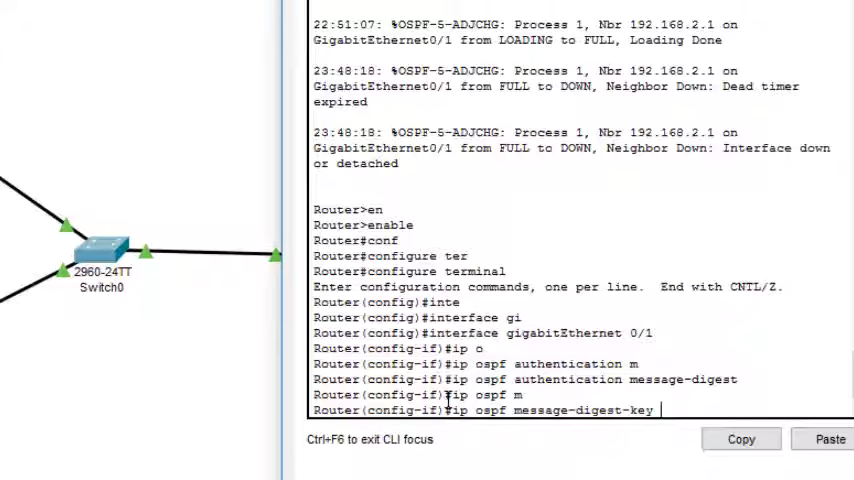 22:51:07: %OSPF-5-ADJCHG: Process 1, Nbr 192.168.2.1 on
GigabitEthernet0/1 from LOADING to FULL, Loading Done
23:48:18: %OSPF-5-ADJCHG: Process 1, Nbr 192.168.2.1 on
GigabitEthernet0/1 from FULL to DOWN, Neighbor Down: Dead timer
expired
23:48:18: %OSPF-5-ADJCHG: Process 1, Nbr 192.168.2.1 on
GigabitEthernet0/1 from FULL to DOWN, Neighbor Down: Interface down
or detached
Router>en
Router>enable
Router#conf
Router#configure ter
Router#configure terminal
Enter configuration commands, one per line.  End with CNTL/Z.
Router(config)#inte
Router(config)#interface gi
Router(config)#interface gigabitEthernet 0/1
Router(config-if)#ip o
Router(config-if)#ip ospf authentication m
Router(config-if)#ip ospf authentication message-digest
Router(config-if)#ip ospf m
Router(config-if)#ip ospf message-digest-key
Ctrl+F6 to exit CLI focus
Copy
Paste
2960-24TT
Switch0